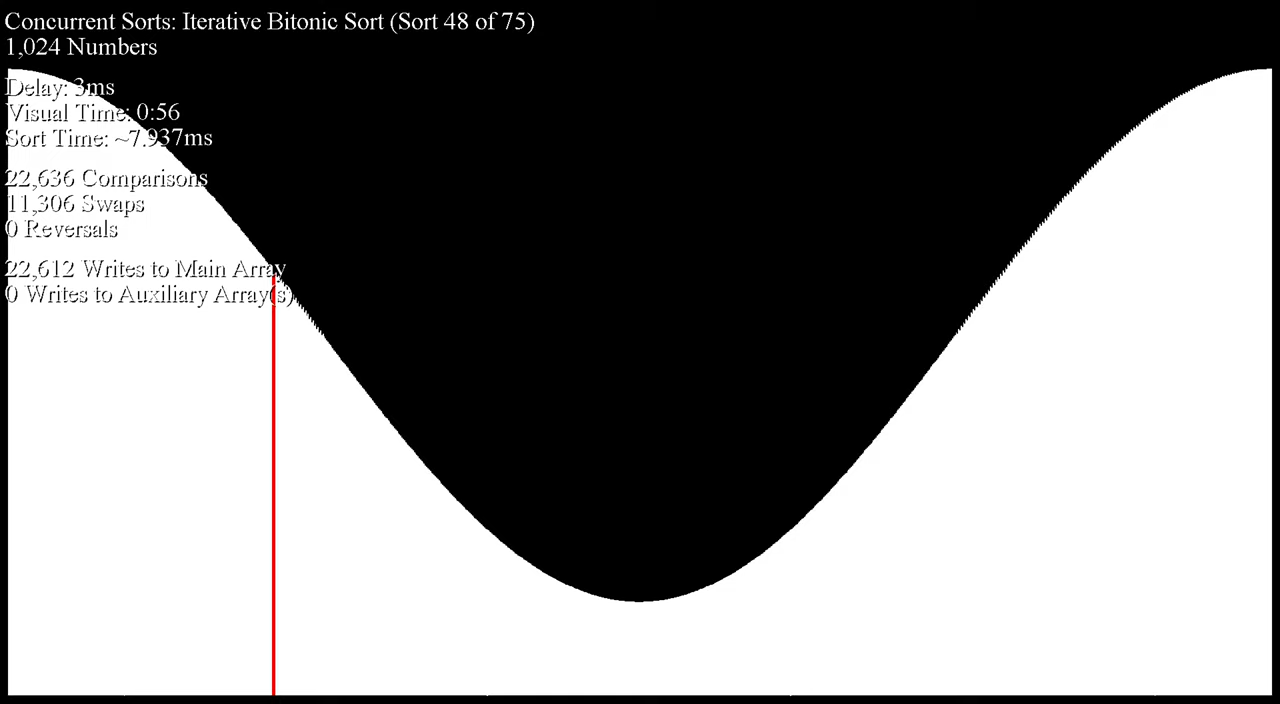 Concurrent Sorts: Iterative Bitonic Sort (Sort 48 of 75)
1,024 Numbers
Delay: 3ms
Visual Time: 0:56
Sort Time: ~7.937ms
22,636 Comparisons
11,306 Swaps
0 Reversals
22,612 Writes to Main Array
0 Writes to Auxiliary Array(s)